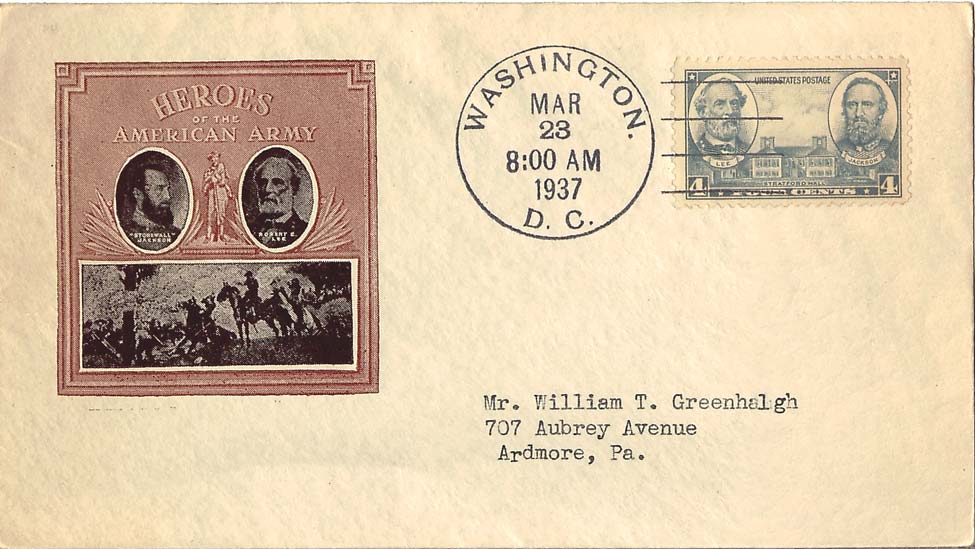 HEROES
OF THE
AMERICAN ARMY
"STONEWALL"
JACKSON
ROBERT E.
LEE
WASHINGTON.
MAR
23
8:00 AM
1937
D. C.
UNITED STATES POSTAGE
LEE
JACKSON
STRATFORD HALL
4 CENTS 4
Mr. William T. Greenhalgh
707 Aubrey Avenue
Ardmore, Pa.